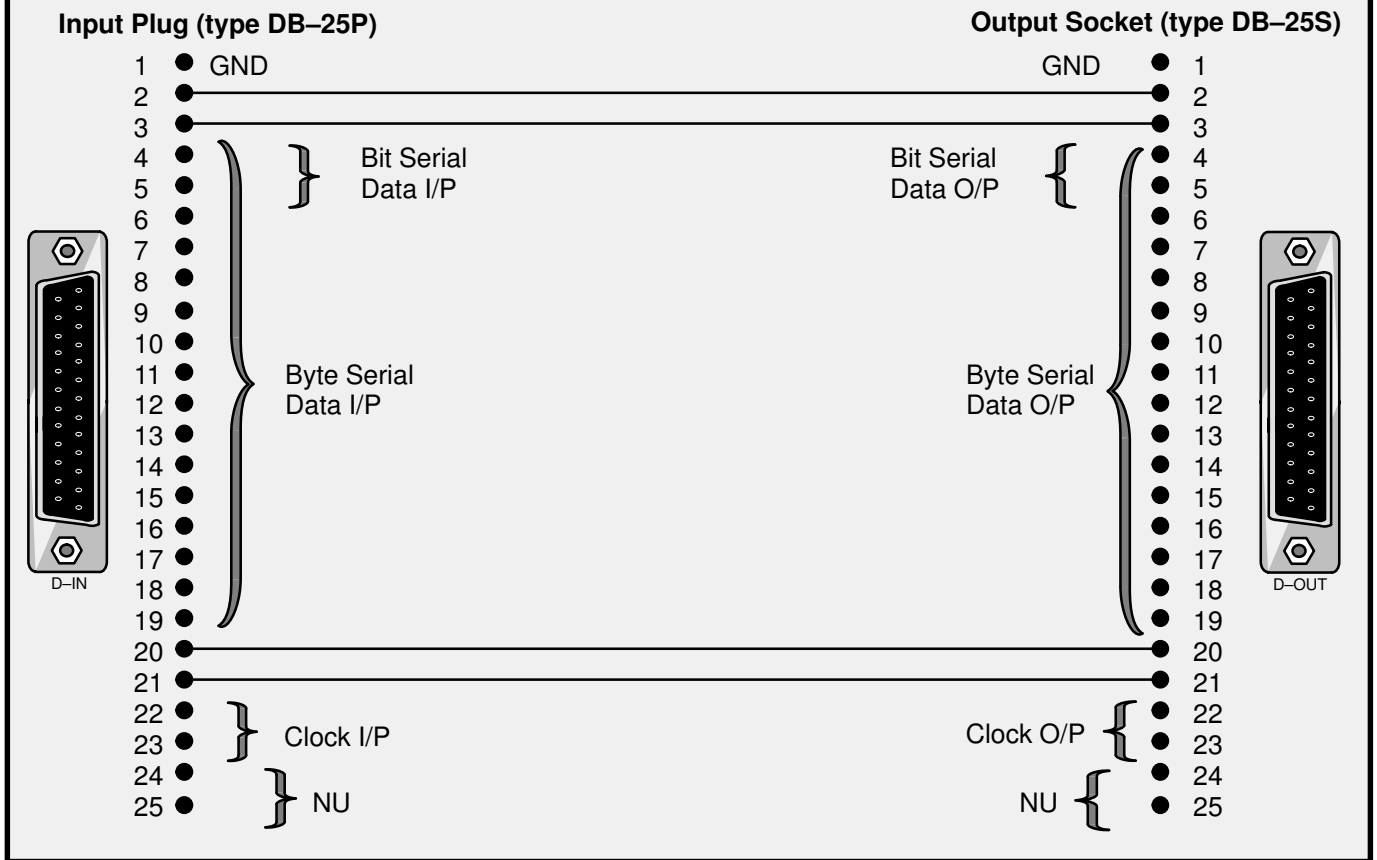 Input Plug (type DB–25P) Output Socket (type DB–25S)
1 GND GND 1
2 2
3 3
4 Bit Serial Bit Serial 4
5 Data I/P Data O/P 5
6 6
7 7
8 8
9 9
10 10
11 Byte Serial Byte Serial 11
12 Data I/P Data O/P 12
13 13
14 14
15 15
16 16
17 17
D–IN D–OUT
18 18
19 19
20 20
21 21
22 22
Clock I/P Clock O/P
23 23
24 24
25 NU NU 25